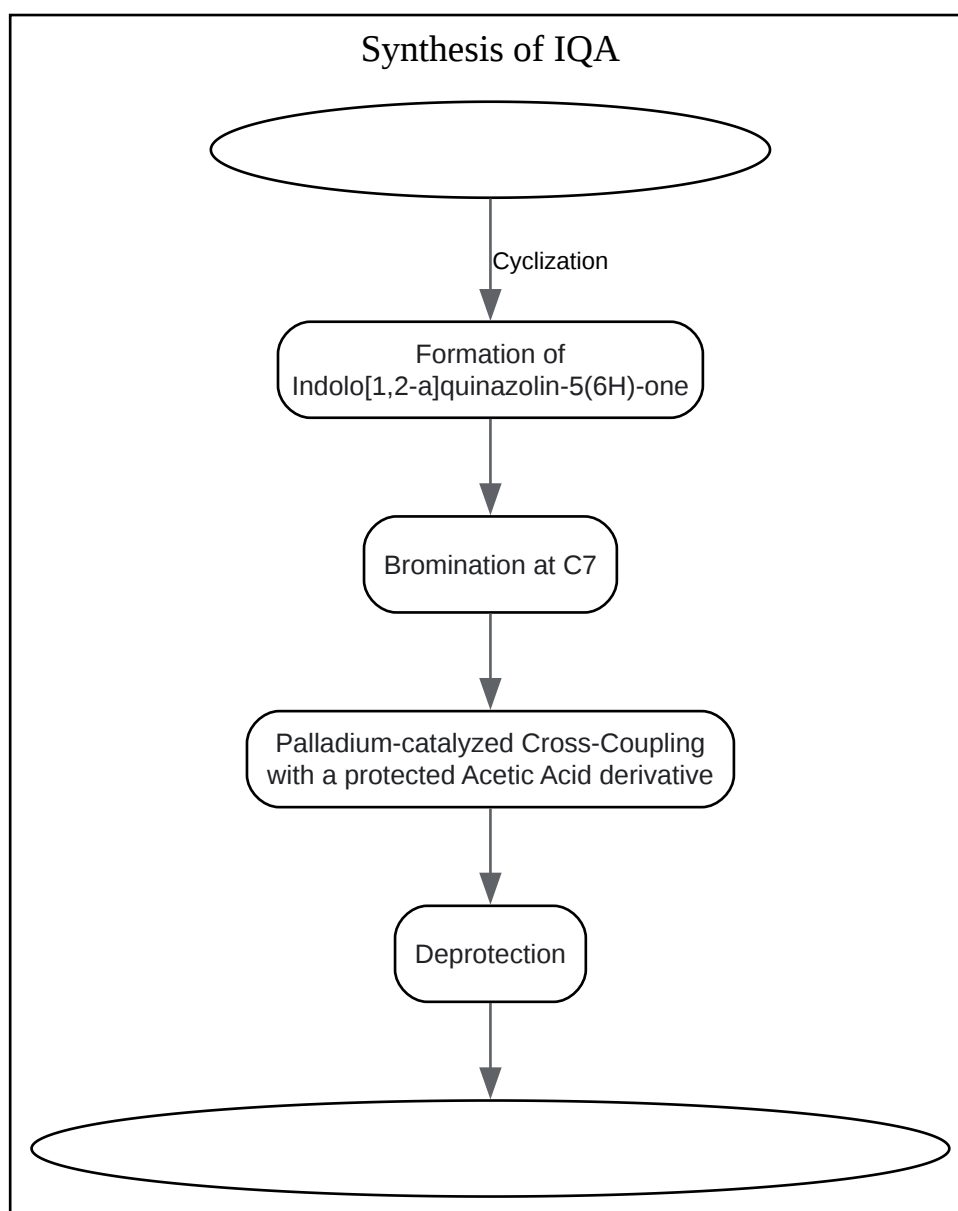 Synthesis of IQA
Cyclization
Formation of
Indolo[1,2-a]quinazolin-5(6H)-one
Bromination at C7
Palladium-catalyzed Cross-Coupling
with a protected Acetic Acid derivative
Deprotection